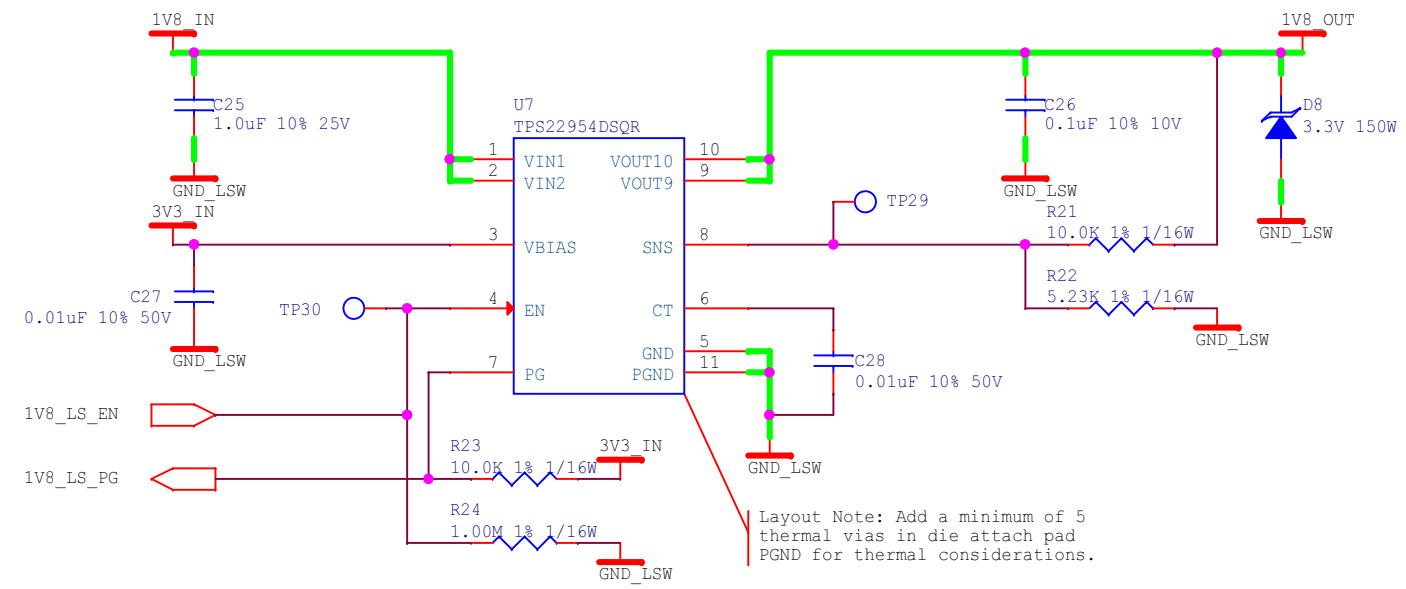 1V8_IN
1V8_OUT
C25
1.0uF 10% 25V
GND_LSW
U7
TPS22954DSQR
C26
0.1uF 10% 10V
GND_LSW
D8
3.3V 150W
GND_LSW
1 VIN1 VOUT10 10
2 VIN2 VOUT9 9
TP29
3V3_IN
3 VBIAS SNS 8
R21
10.0K 1% 1/16W
R22
5.23K 1% 1/16W
GND_LSW
C27
0.01uF 10% 50V
GND_LSW
TP30
4 EN CT 6
GND 5
7 PG PGND 11
C28
0.01uF 10% 50V
GND_LSW
1V8_LS_EN
1V8_LS_PG
R23
10.0K 1% 1/16W
3V3_IN
R24
1.00M 1% 1/16W
GND_LSW
Layout Note: Add a minimum of 5
thermal vias in die attach pad
PGND for thermal considerations.